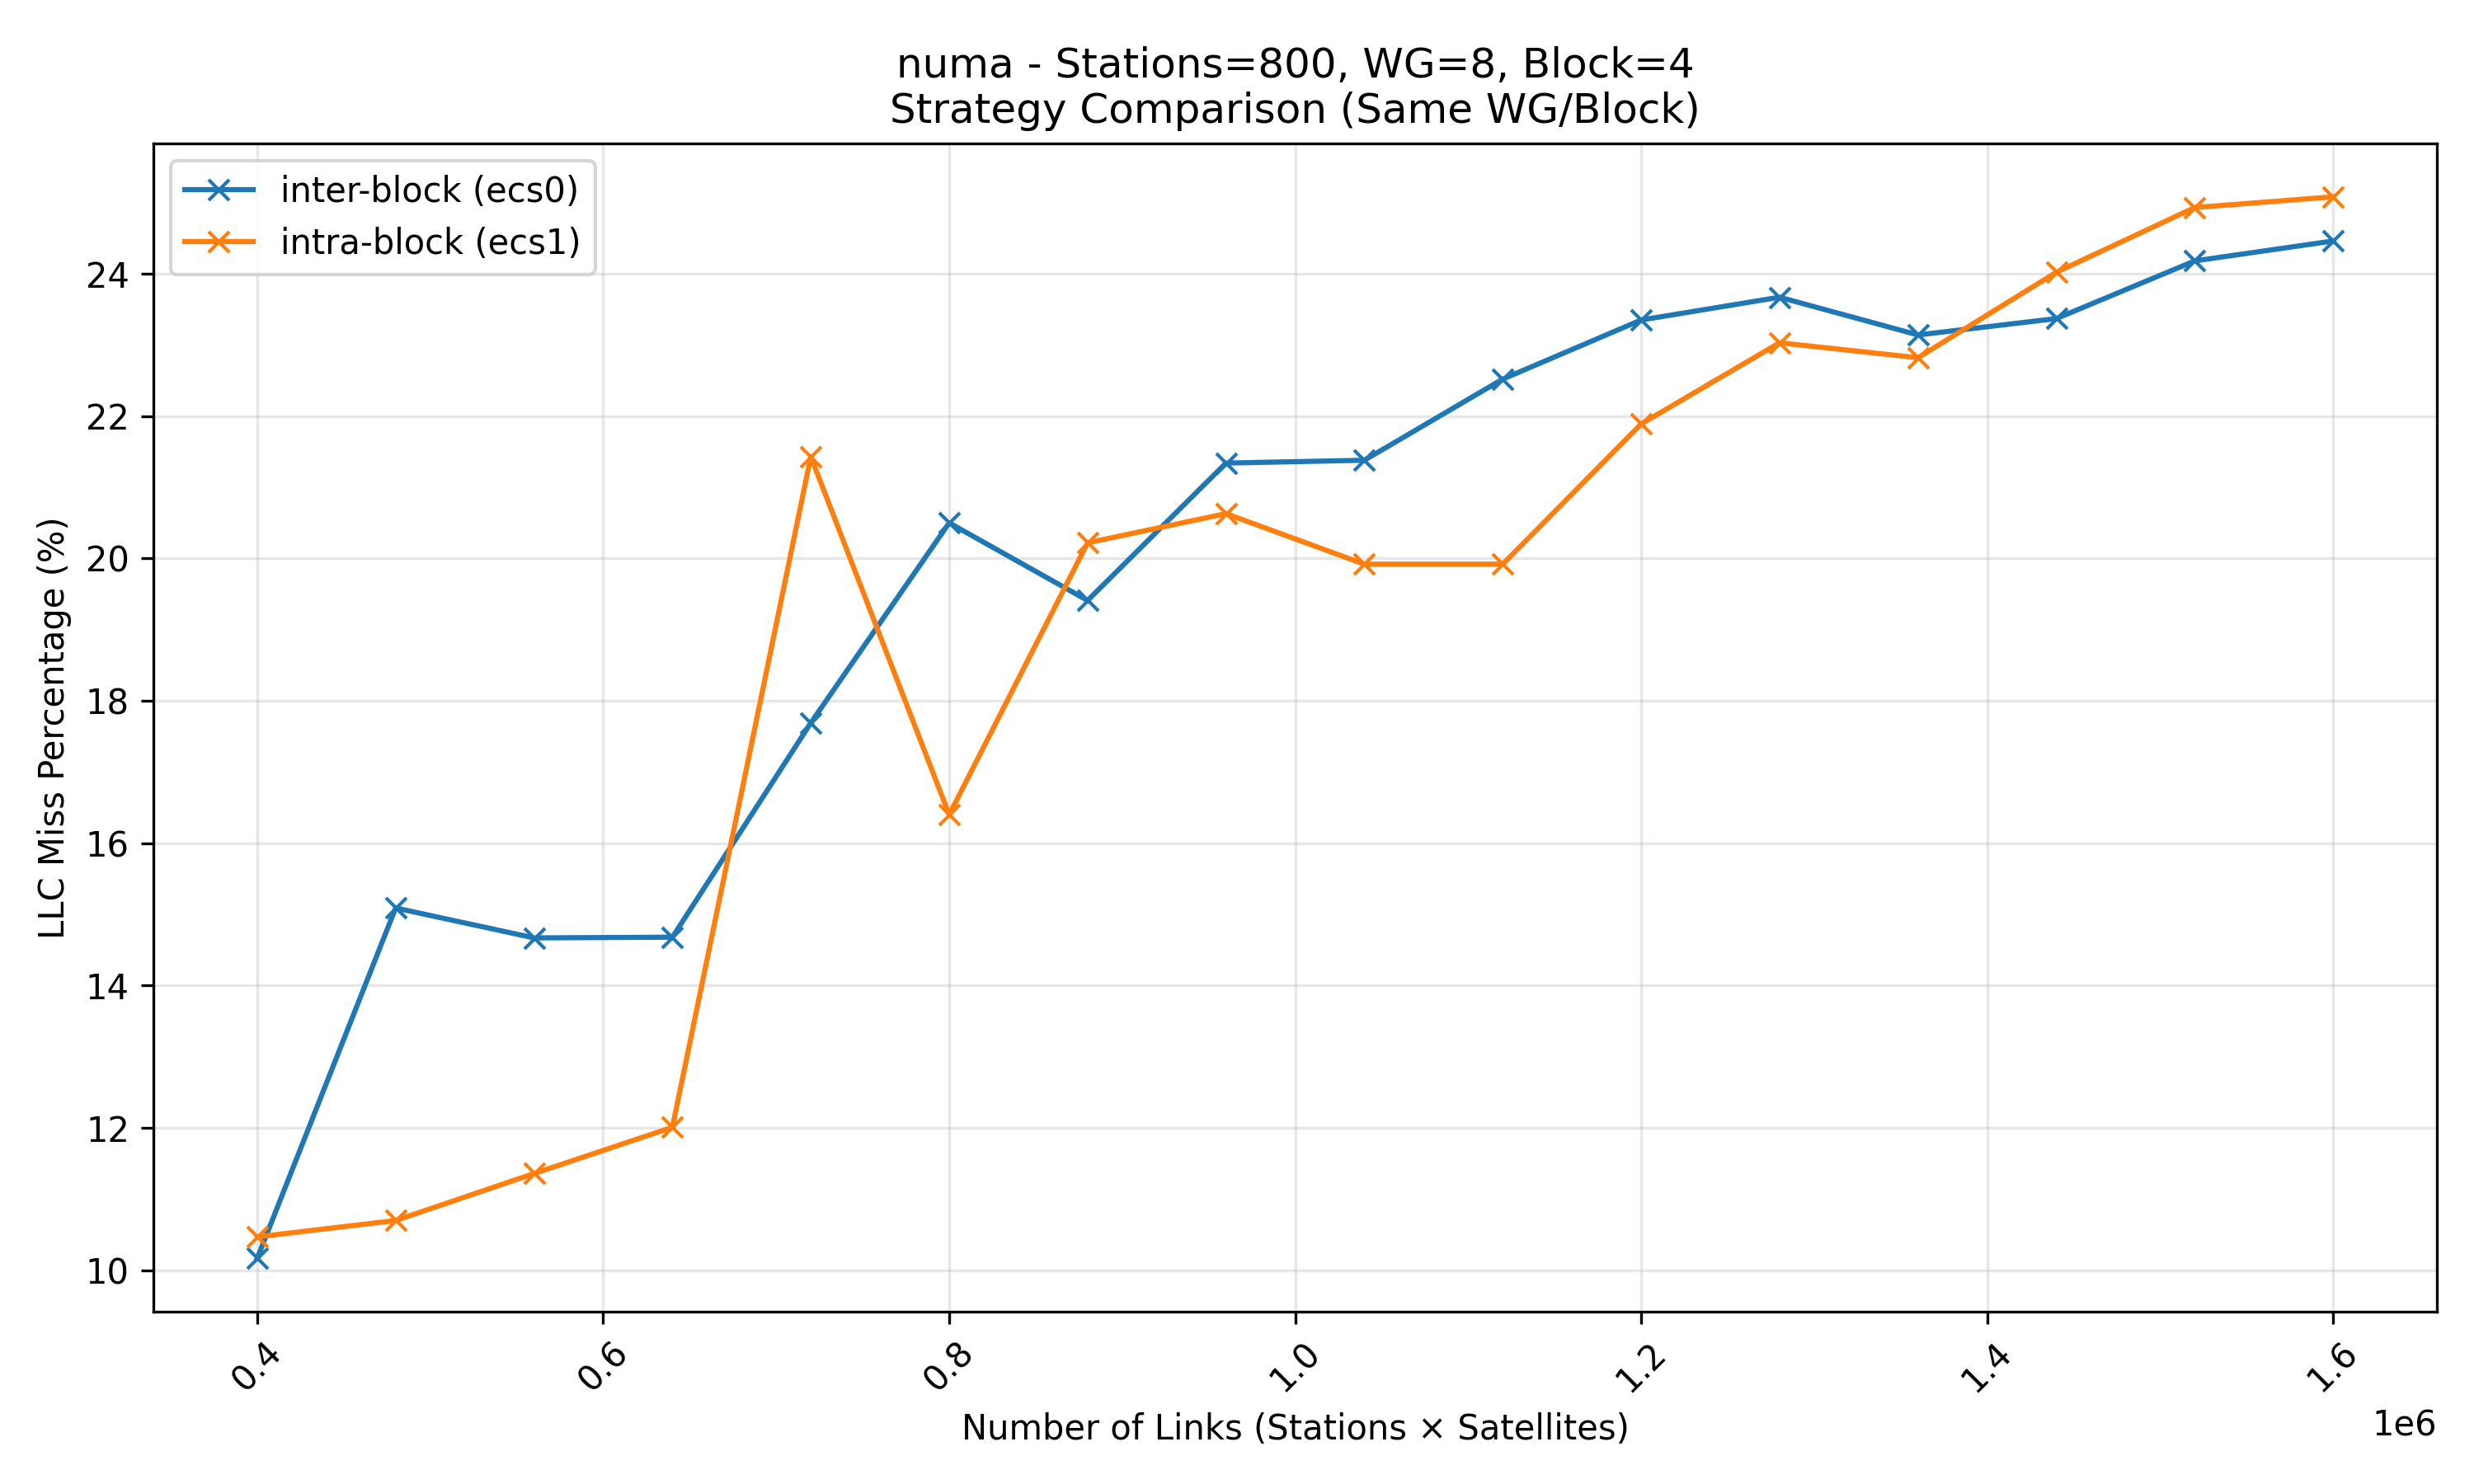 numa - Stations=800, WG=8, Block=4
Strategy Comparison (Same WG/Block)
inter-block (ecs0)
intra-block (ecs1)
LLC Miss Percentage (%)
24
22
20
18
16
14
12
10
0.4
0.6
0.8
1.0
1.2
1.4
1.6
1e6
Number of Links (Stations × Satellites)